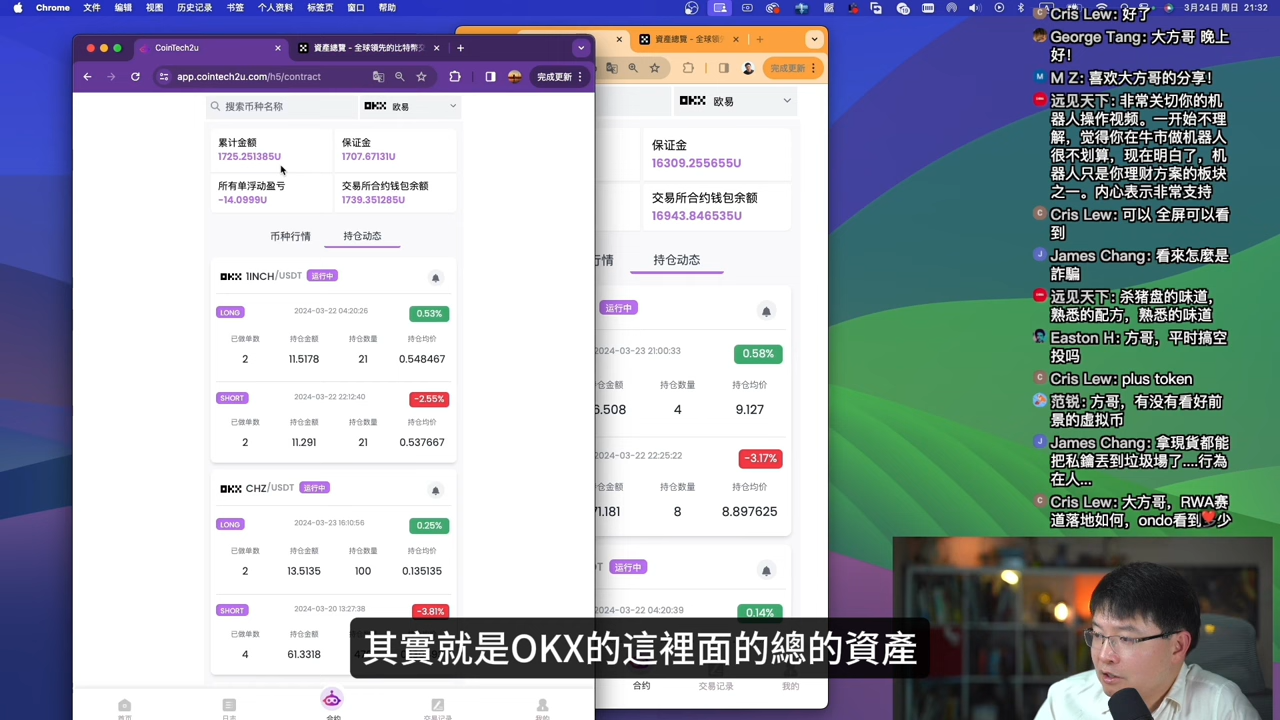 Chrome
文件
3月24日 周日 21:32
CoinTech2u
資產總覽 - 全球領先的比特幣交
資產總覽 - 全球領
app.cointech2u.com/h5/contract
完成更新
完成更新
搜索币种名称
OKX 欧易
OKX 欧易
累计金额
1725.251385U
保证金
1707.67131U
所有单浮动盈亏
-14.0999U
交易所合约钱包余额
1739.351285U
币种行情
持仓动态
OKX 1INCH/USDT 运行中
LONG
2024-03-22 04:20:26
0.53%
已做单数
持仓金额
持仓数量
持仓均价
2
11.5178
21
0.548467
SHORT
2024-03-22 22:12:40
-2.55%
已做单数
持仓金额
持仓数量
持仓均价
2
11.291
21
0.537667
OKX CHZ/USDT 运行中
LONG
2024-03-23 16:10:56
0.25%
已做单数
持仓金额
持仓数量
持仓均价
2
13.5135
100
0.135135
SHORT
2024-03-20 13:27:38
-3.81%
已做单数
持仓金额
4
61.3318
首页
日志
合约
交易记录
我的
保证金
16309.255655U
交易所合约钱包余额
16943.846535U
持仓动态
运行中
2024-03-23 21:00:33
0.58%
持仓数量
持仓均价
4
9.127
2024-03-22 22:25:22
-3.17%
持仓数量
持仓均价
8
8.897625
运行中
2024-03-22 04:20:39
0.14%
合约
交易记录
我的
Cris Lew: 好了
George Tang: 大方哥 晚上
好!
M Z: 喜欢大方哥的分享!
远见天下: 非常关切你的机
器人操作视频。一开始不理
解，觉得你在牛市做机器人
很不划算，现在明白了，机
器人只是你理财方案的板块
之一。内心表示非常支持
Cris Lew: 可以 全屏可以看
到
James Chang: 看來怎麼是
詐騙
远见天下: 杀猪盘的味道，
熟悉的配方，熟悉的味道
Easton H: 方哥，平时搞空
投吗
Cris Lew: plus token
范锐: 方哥，有没有看好前
景的虚拟币
James Chang: 拿現貨都能
把私鑰丟到垃圾場了....行為
在人...
Cris Lew: 大方哥，RWA赛
道落地如何，ondo看到少
其實就是OKX的這裡面的總的資產